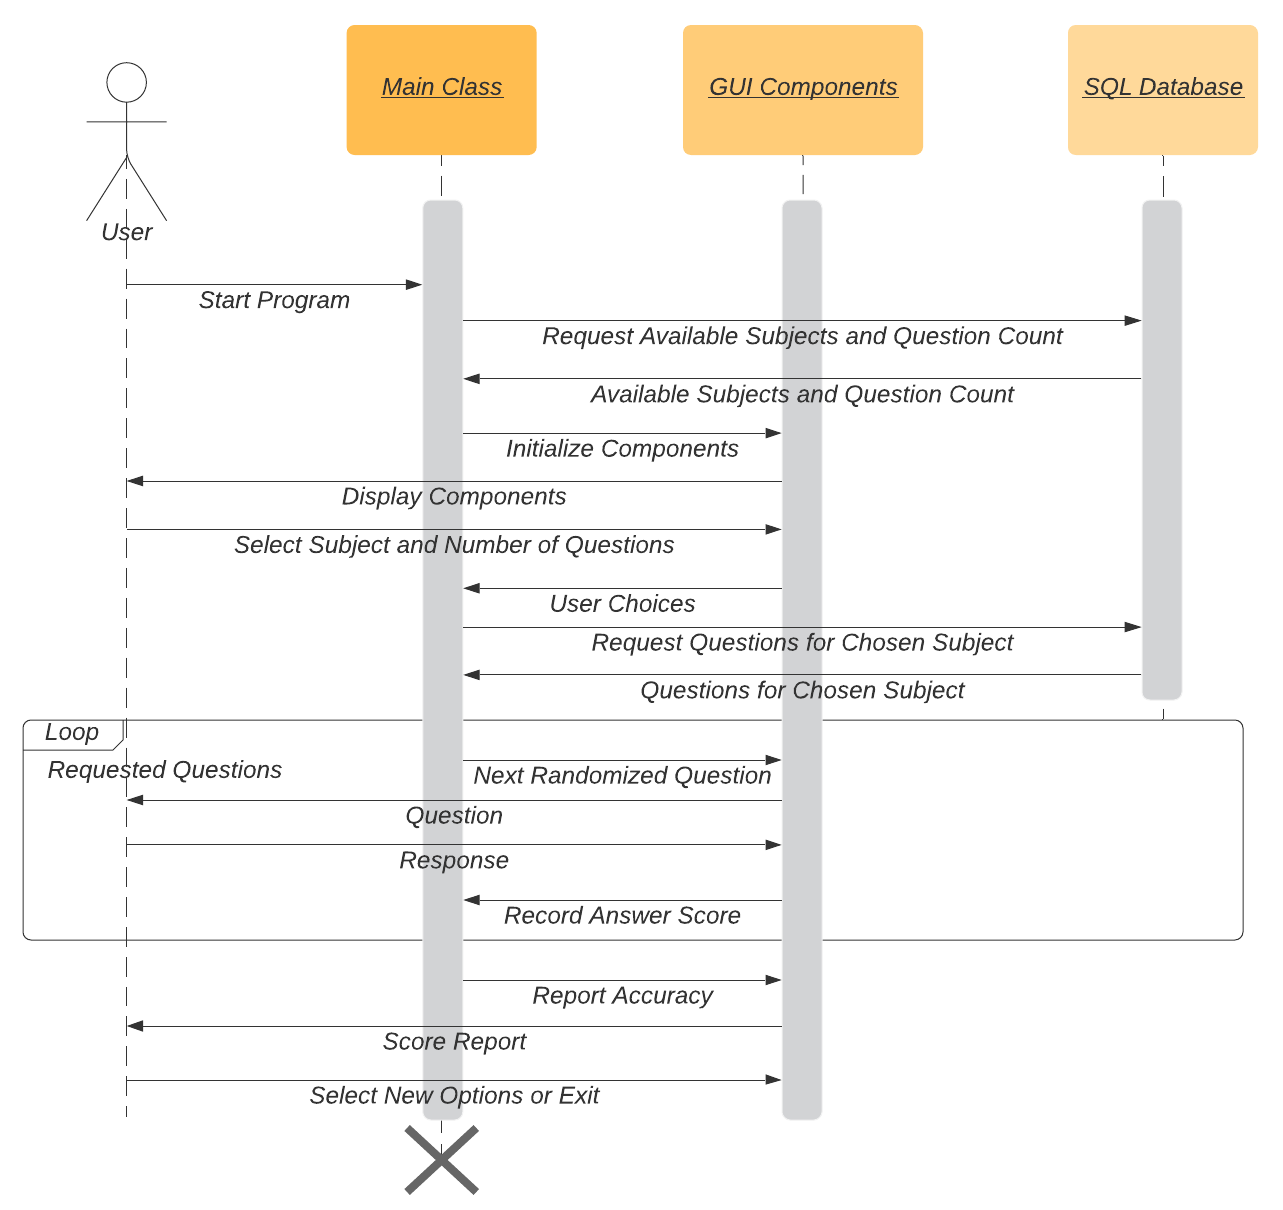 Main Class
GUI Components
SQL Database
User
Start Program
Request Available Subjects and Question Count
Available Subjects and Question Count
Initialize Components
Display Components
Select Subject and Number of Questions
User Choices
Request Questions for Chosen Subject
Questions for Chosen Subject
Loop
Requested Questions
Next Randomized Question
Question
Response
Record Answer Score
Report Accuracy
Score Report
Select New Options or Exit